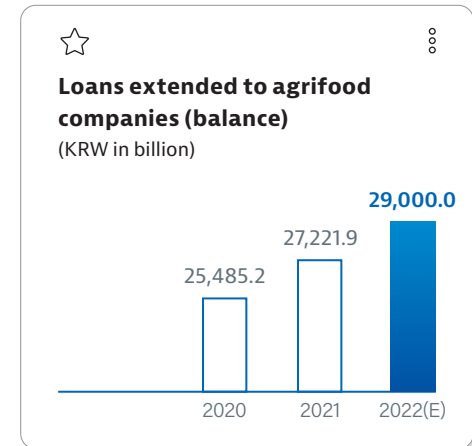 Loans extended to agrifood
companies (balance)
(KRW in billion)
29,000.0
27,221.9
25,485.2
2020 2021 2022(E)